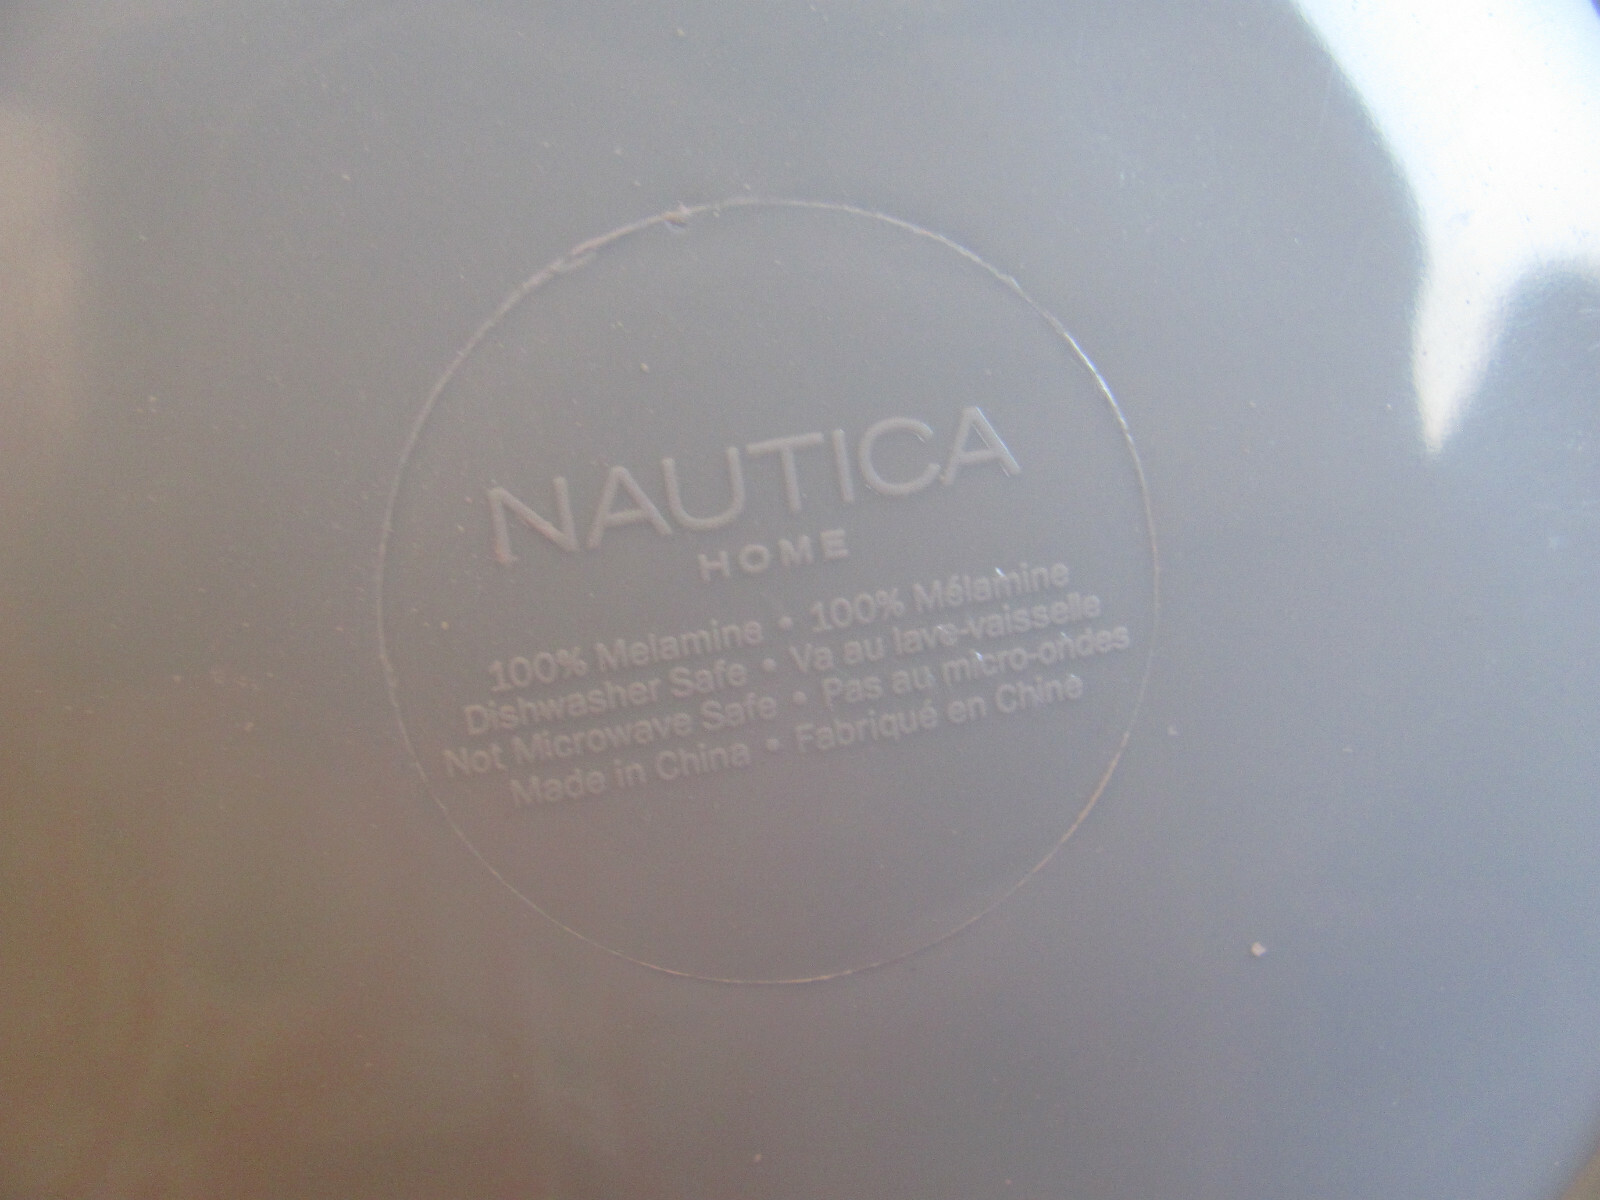 NAUTICA
HOME
100% Melamine • 100% Mélamine
Dishwasher Safe • Va au lave-vaisselle
Not Microwave Safe • Pas au micro-ondes
Made in China • Fabriqué en Chine